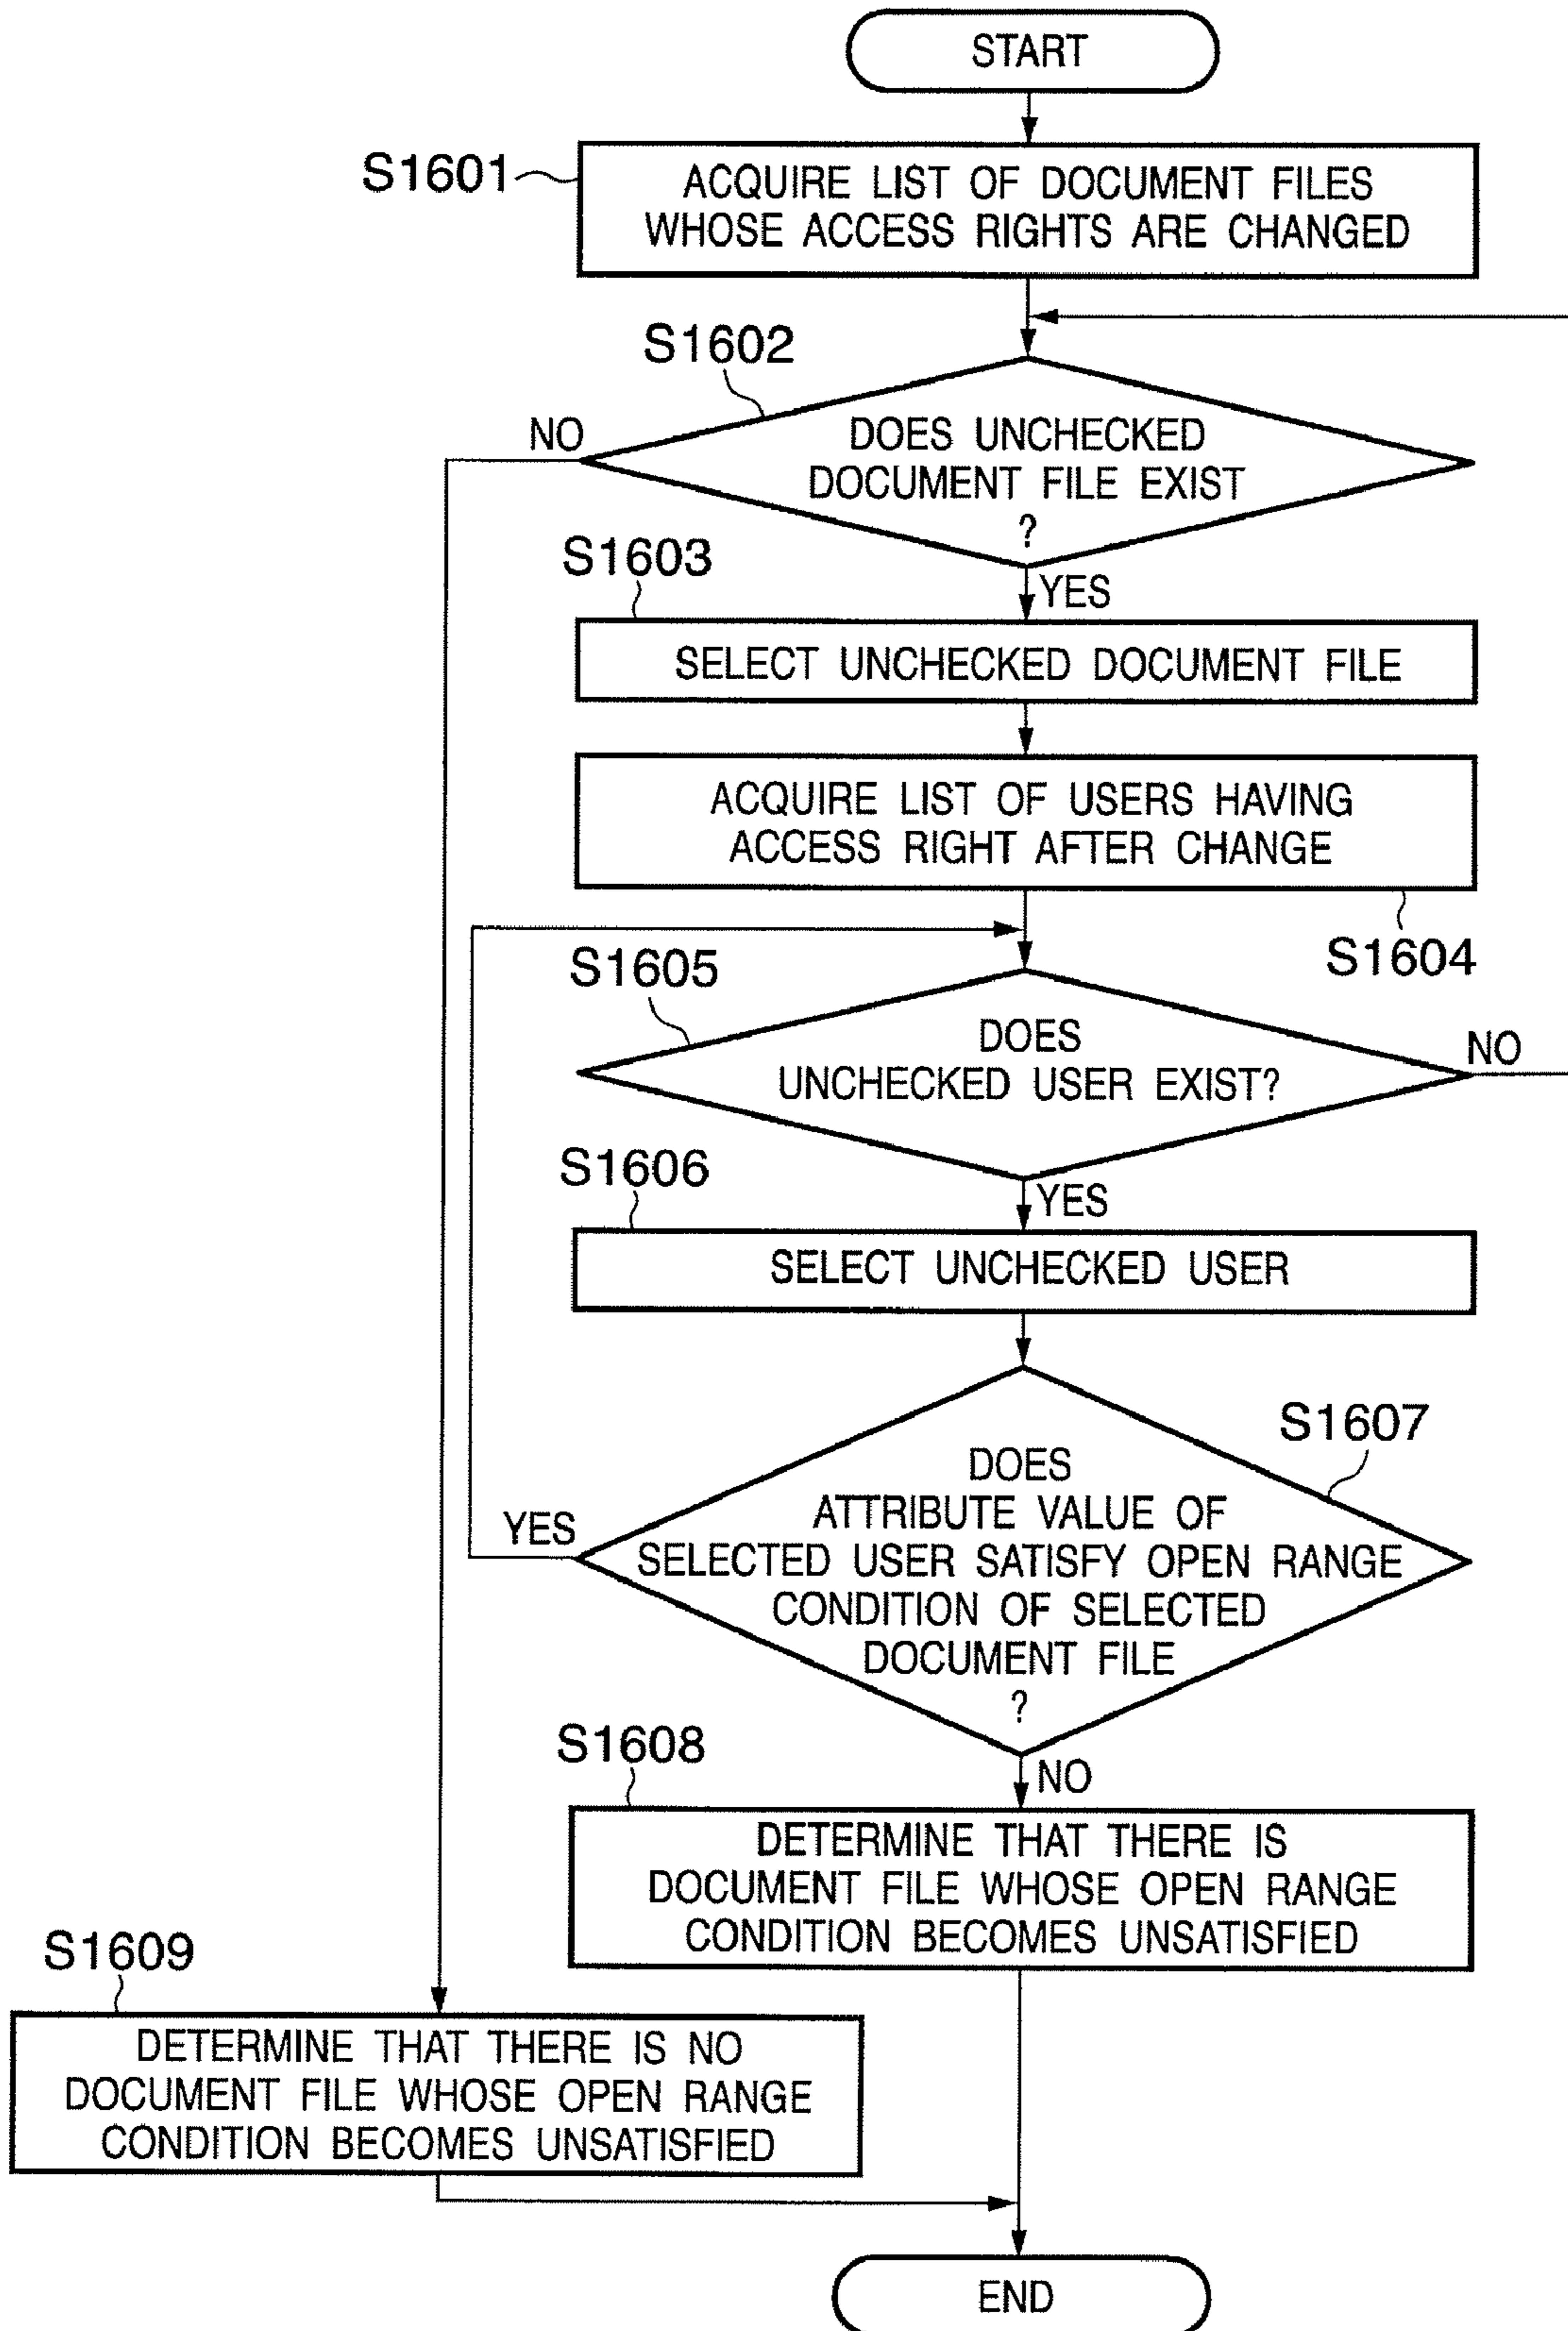 START
S1601
ACQUIRE LIST OF DOCUMENT FILES
WHOSE ACCESS RIGHTS ARE CHANGED
S1602
NO
DOES UNCHECKED
DOCUMENT FILE EXIST
?
S1603
YES
SELECT UNCHECKED DOCUMENT FILE
ACQUIRE LIST OF USERS HAVING
ACCESS RIGHT AFTER CHANGE
S1604
S1605
DOES
UNCHECKED USER EXIST?
NO
S1606
YES
SELECT UNCHECKED USER
S1607
DOES
ATTRIBUTE VALUE OF
SELECTED USER SATISFY OPEN RANGE
CONDITION OF SELECTED
DOCUMENT FILE
?
YES
S1608
NO
DETERMINE THAT THERE IS
DOCUMENT FILE WHOSE OPEN RANGE
CONDITION BECOMES UNSATISFIED
S1609
DETERMINE THAT THERE IS NO
DOCUMENT FILE WHOSE OPEN RANGE
CONDITION BECOMES UNSATISFIED
END